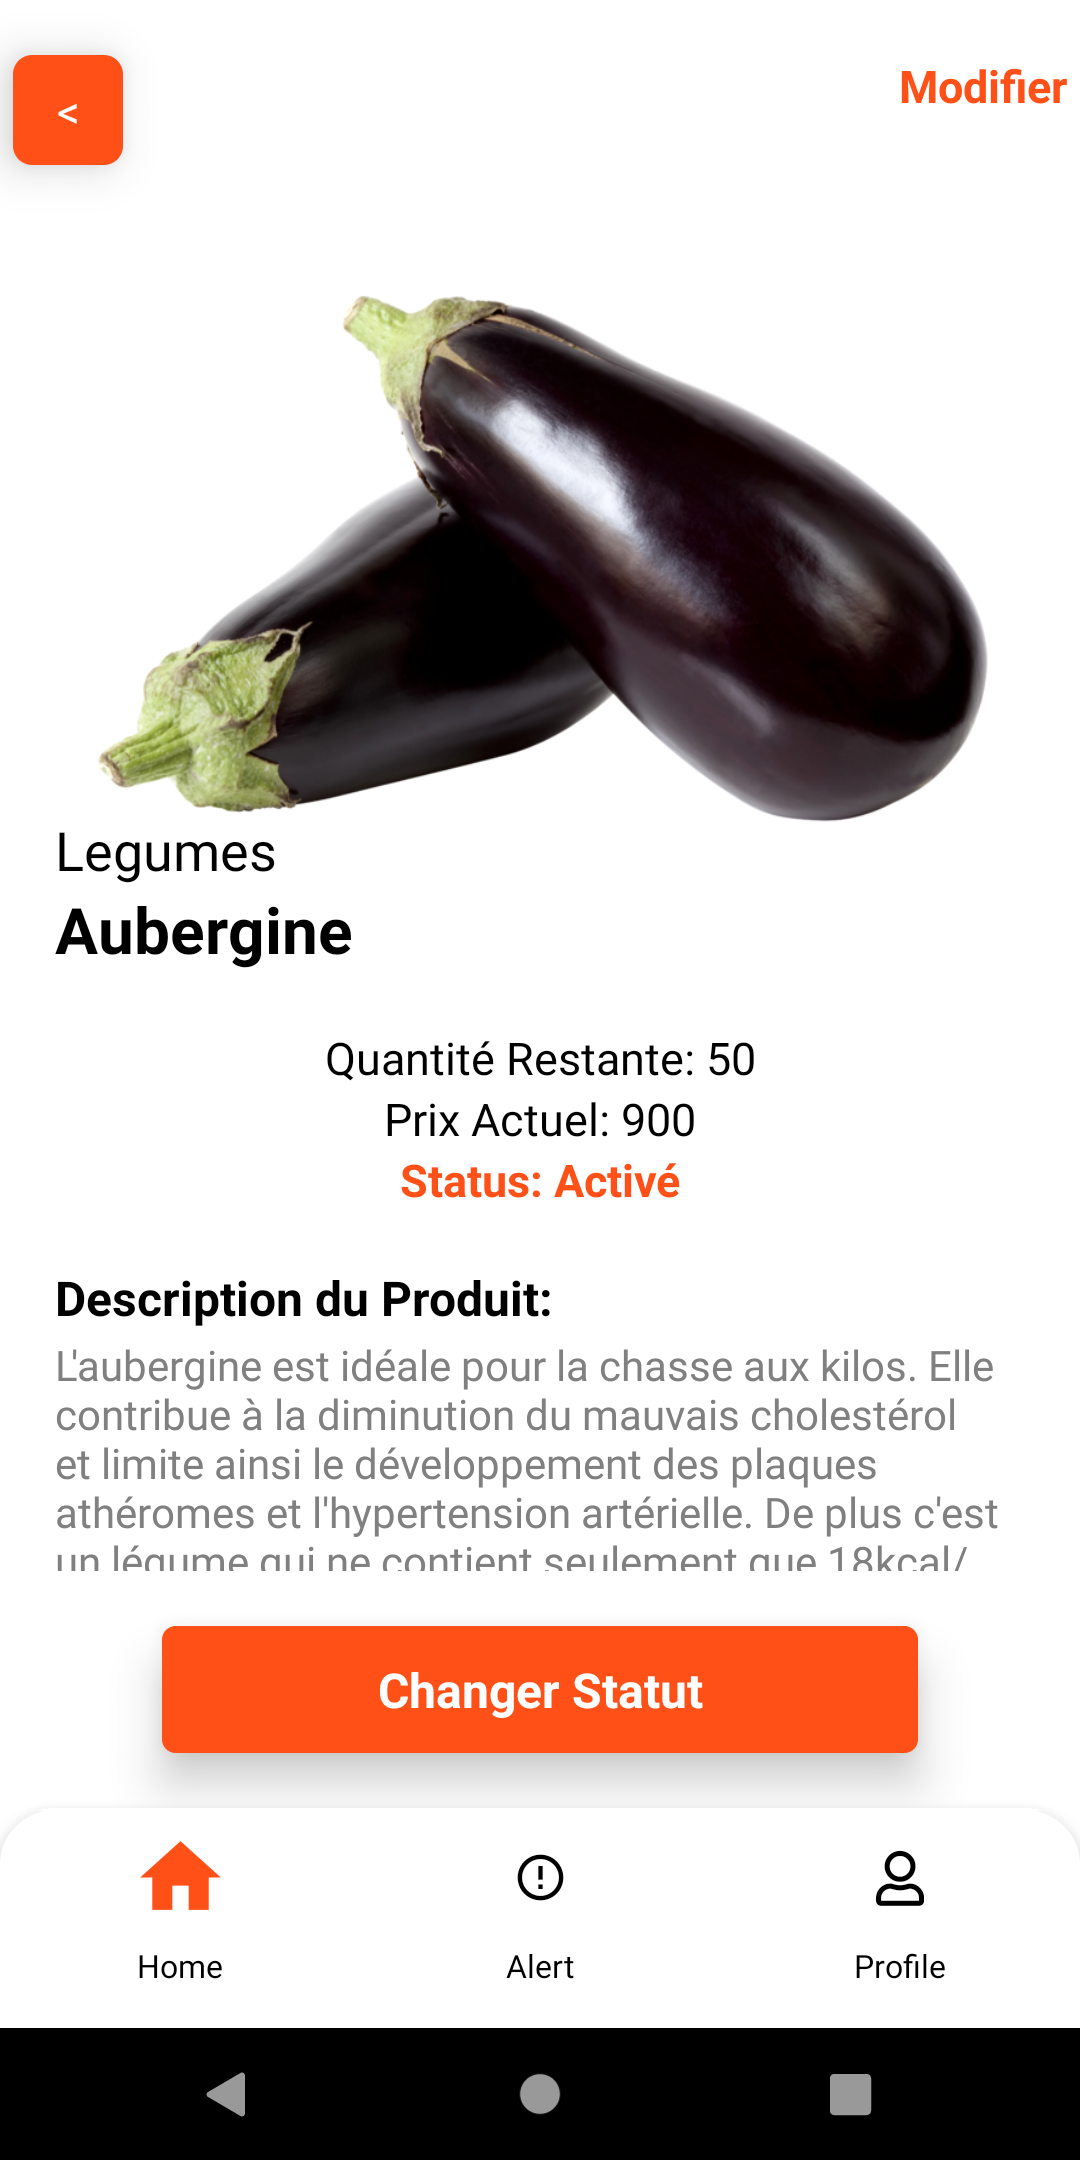 <
Modifier
Legumes
Aubergine
Quantité Restante: 50
Prix Actuel: 900
Status: Activé
Description du Produit:
L'aubergine est idéale pour la chasse aux kilos. Elle
contribue à la diminution du mauvais cholestérol
et limite ainsi le développement des plaques
athéromes et l'hypertension artérielle. De plus c'est
un légume qui ne contient seulement que 18kcal/
Changer Statut
Home
Alert
Profile